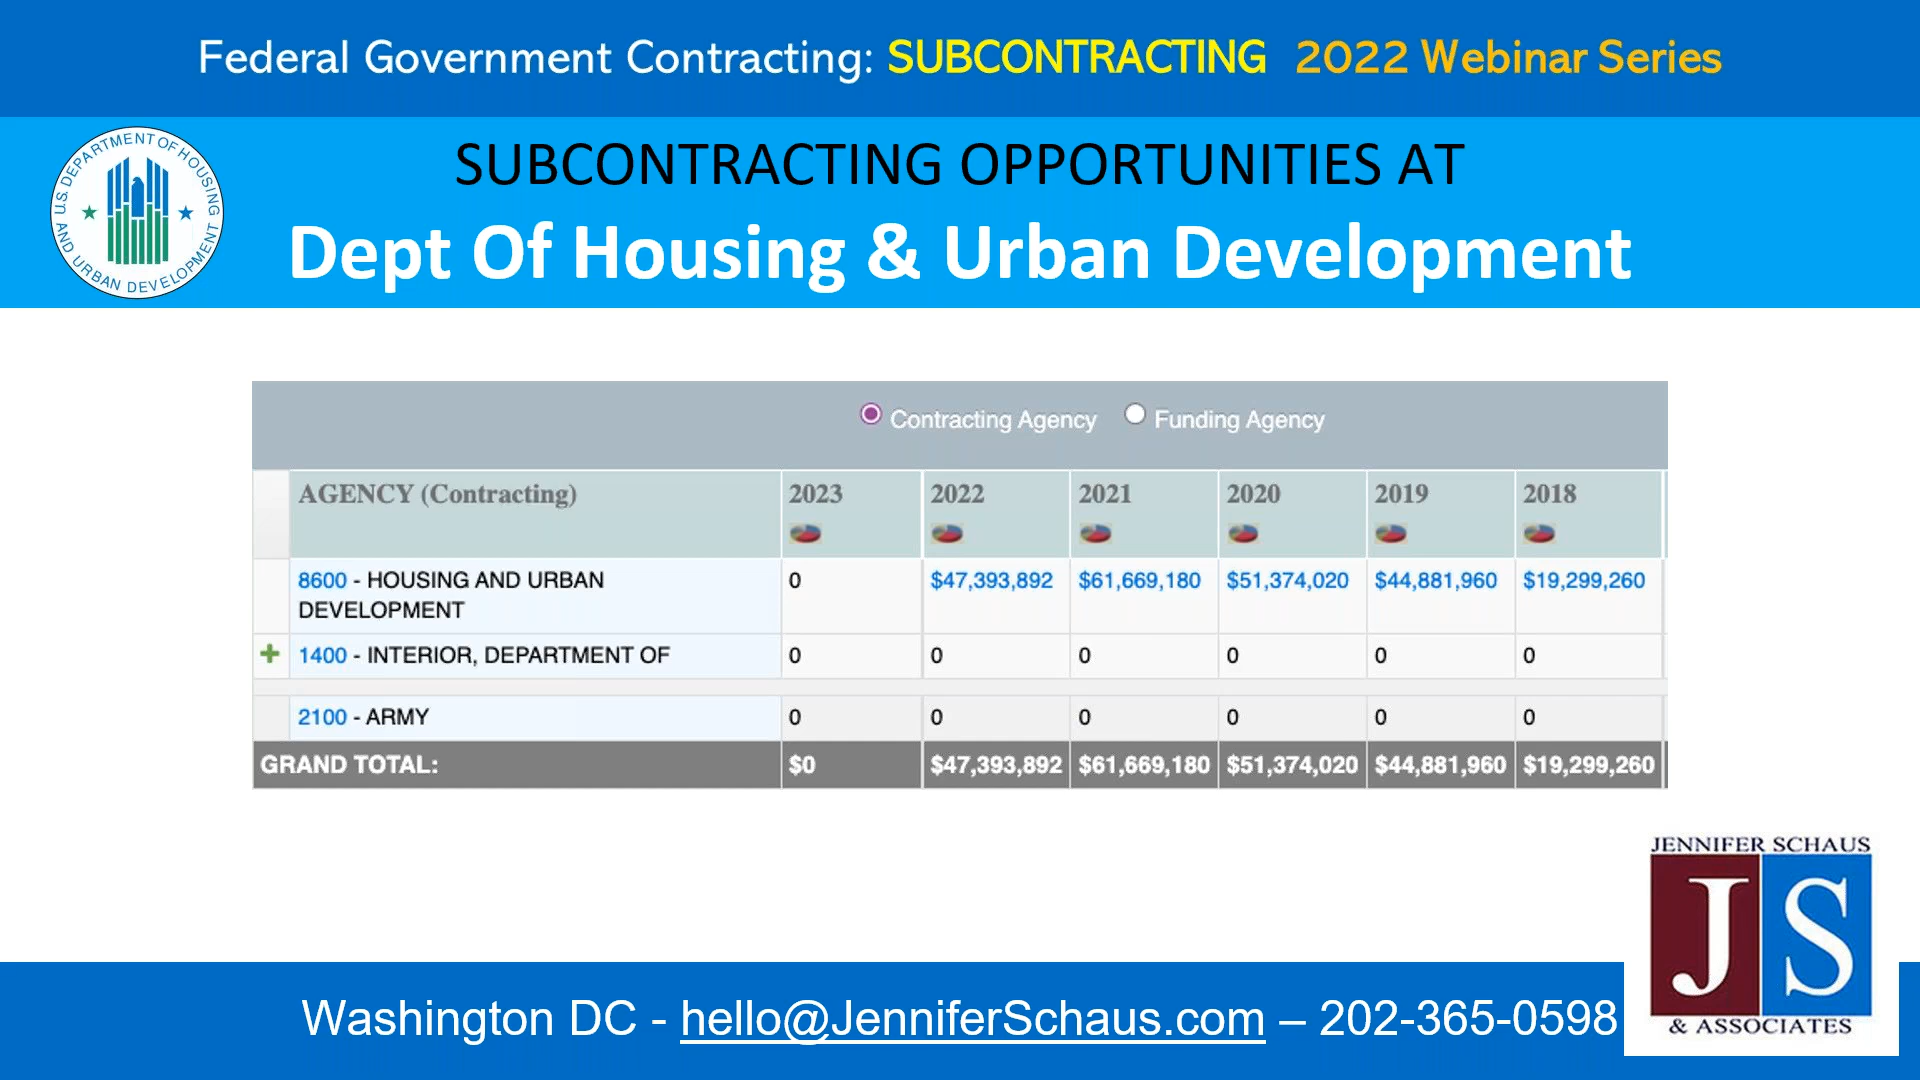 Federal Government Contracting: SUBCONTRACTING 2022 Webinar Series
U.S. DEPARTMENT OF HOUSING
AND URBAN DEVELOPMENT
SUBCONTRACTING OPPORTUNITIES AT
Dept Of Housing & Urban Development
Contracting Agency Funding Agency
AGENCY (Contracting) 2023 2022 2021 2020 2019 2018
8600 - HOUSING AND URBAN 0 $47,393,892 $61,669,180 $51,374,020 $44,881,960 $19,299,260
DEVELOPMENT
1400 - INTERIOR, DEPARTMENT OF 0 0 0 0 0 0
2100 - ARMY 0 0 0 0 0 0
GRAND TOTAL: $0 $47,393,892 $61,669,180 $51,374,020 $44,881,960 $19,299,260
JENNIFER SCHAUS
JS
& ASSOCIATES
Washington DC - hello@JenniferSchaus.com – 202-365-0598